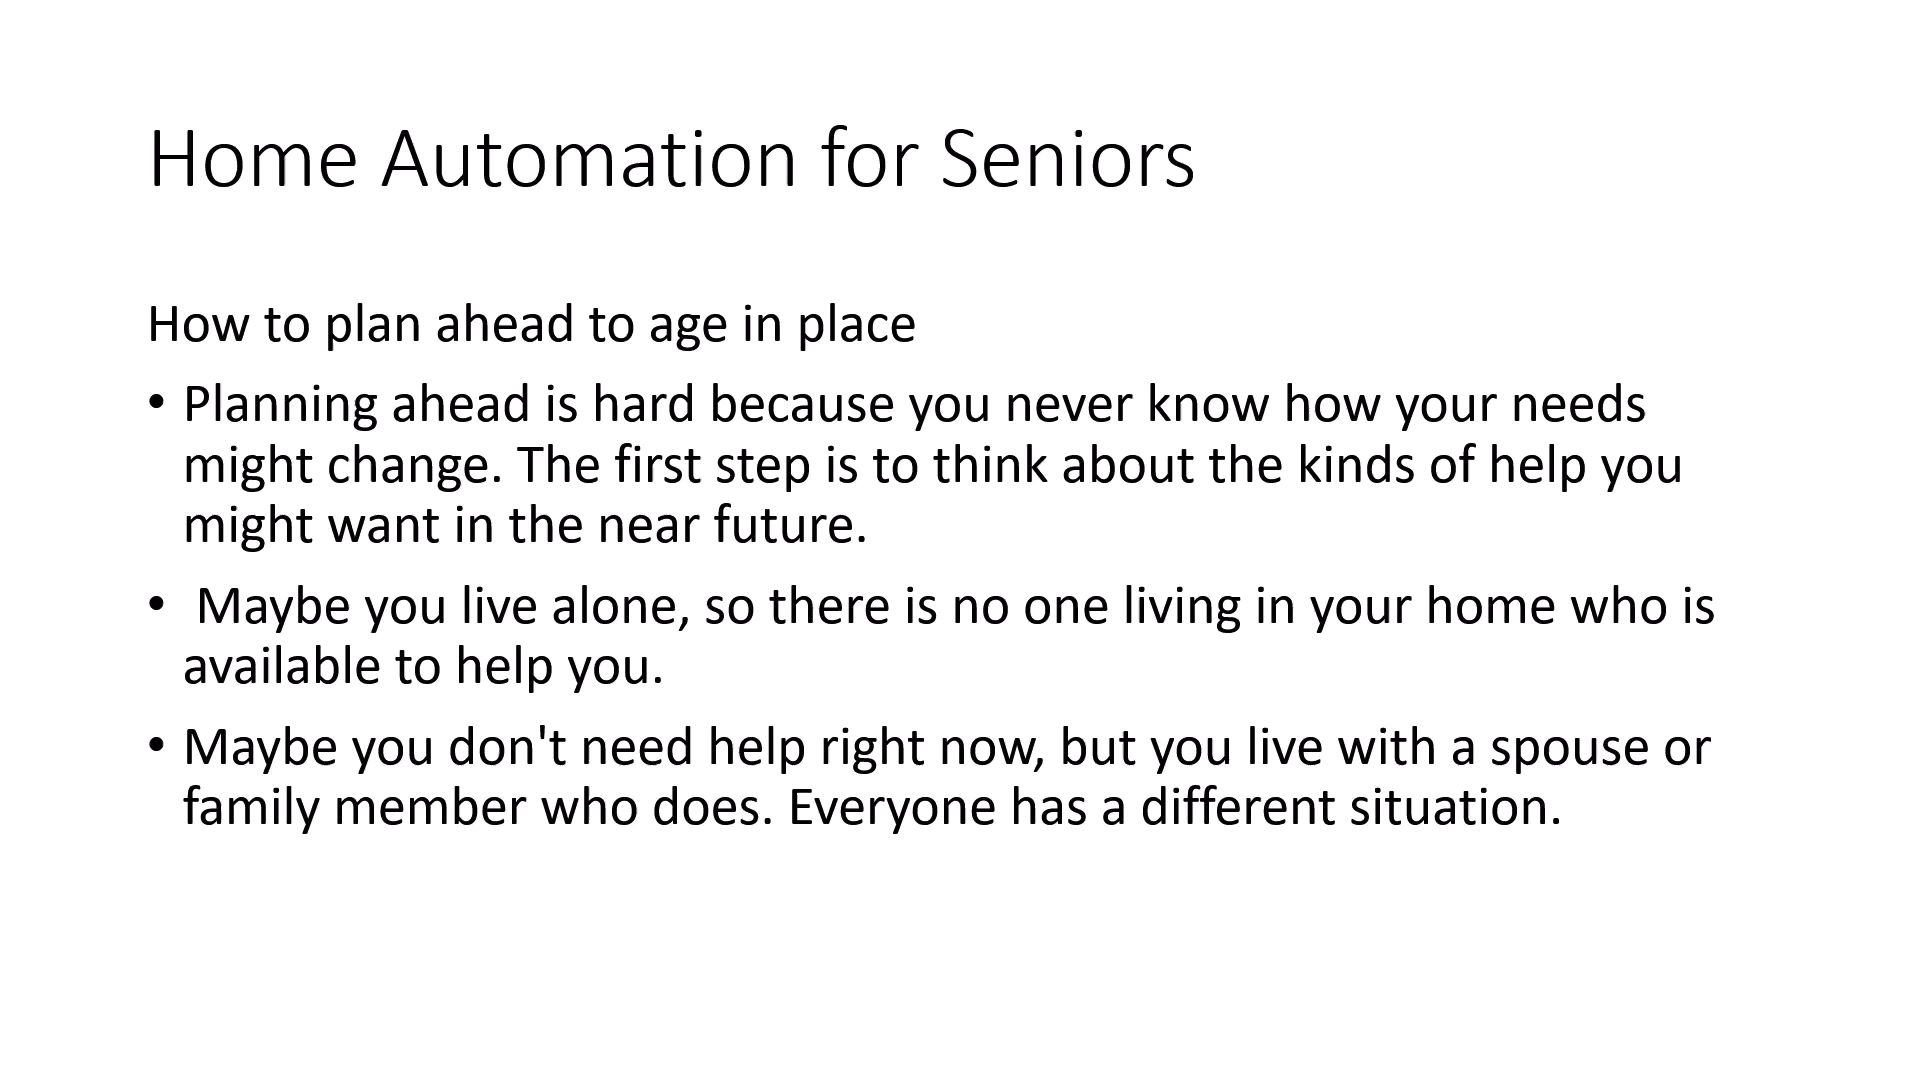 Home Automation for Seniors
How to plan ahead to age in place
• Planning ahead is hard because you never know how your needs
might change. The first step is to think about the kinds of help you
might want in the near future.
• Maybe you live alone, so there is no one living in your home who is
available to help you.
• Maybe you don't need help right now, but you live with a spouse or
family member who does. Everyone has a different situation.